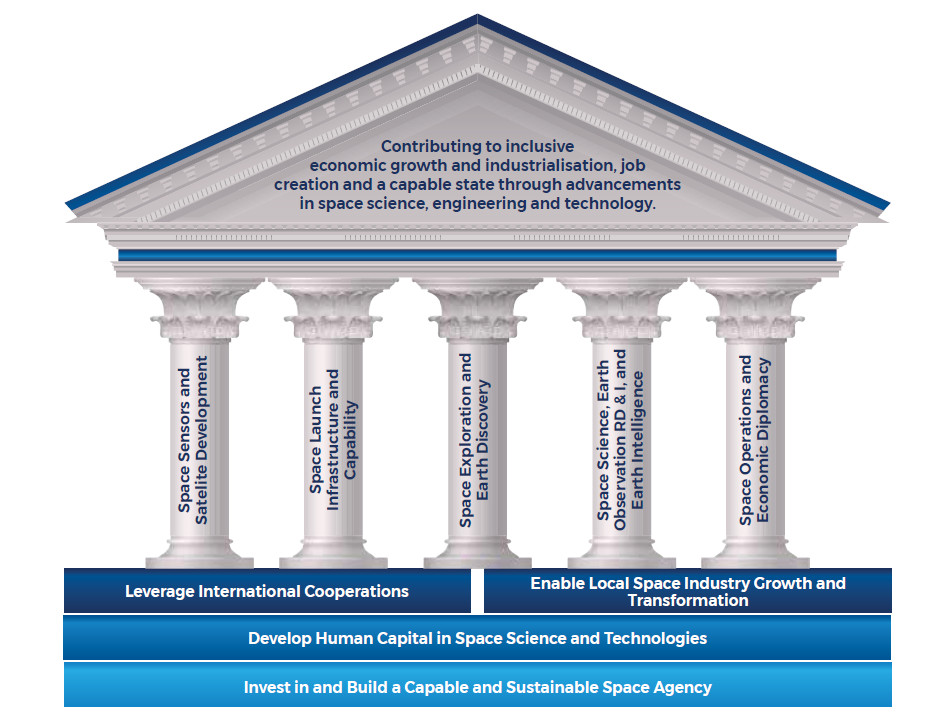 Contributing to inclusive
economic growth and industrialisation, job
creation and a capable state through advancements
in space science, engineering and technology.
Space Sensors and
Satelite Development
Space Launch
Infrastructure and
Capability
Space Exploration and
Earth Discovery
Space Science, Earth
Observation RD & I, and
Earth Intelligence
Space Operations and
Economic Diplomacy
Leverage International Cooperations
Enable Local Space Industry Growth and
Transformation
Develop Human Capital in Space Science and Technologies
Invest in and Build a Capable and Sustainable Space Agency